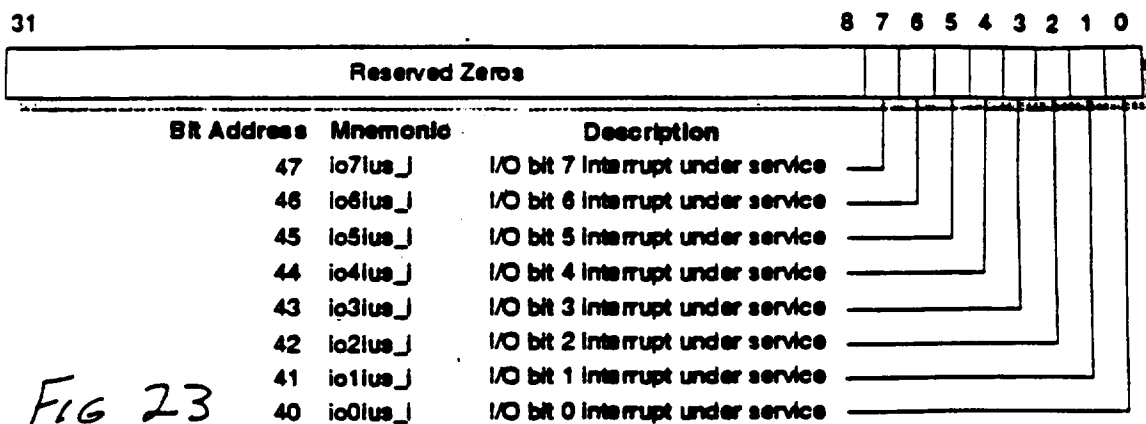 31 8 7 6 5 4 3 2 1 0
Reserved Zeros
Bit Address Mnemonic Description
47 io7ius_i I/O bit 7 interrupt under service
46 io6ius_i I/O bit 6 interrupt under service
45 io5ius_i I/O bit 5 interrupt under service
44 io4ius_i I/O bit 4 interrupt under service
43 io3ius_i I/O bit 3 interrupt under service
42 io2ius_i I/O bit 2 interrupt under service
41 io1ius_i I/O bit 1 interrupt under service
40 io0ius_i I/O bit 0 interrupt under service
FIG 23